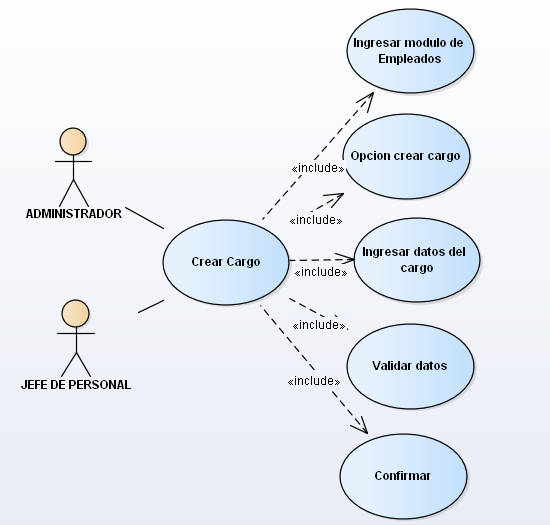 Ingresar modulo de
Empleados
«include»
Opcion crear cargo
ADMINISTRADOR
«include»
Crear Cargo
Ingresar datos del
cargo
«include»
«include»
Validar datos
JEFE DE PERSONAL
«include»
Confirmar